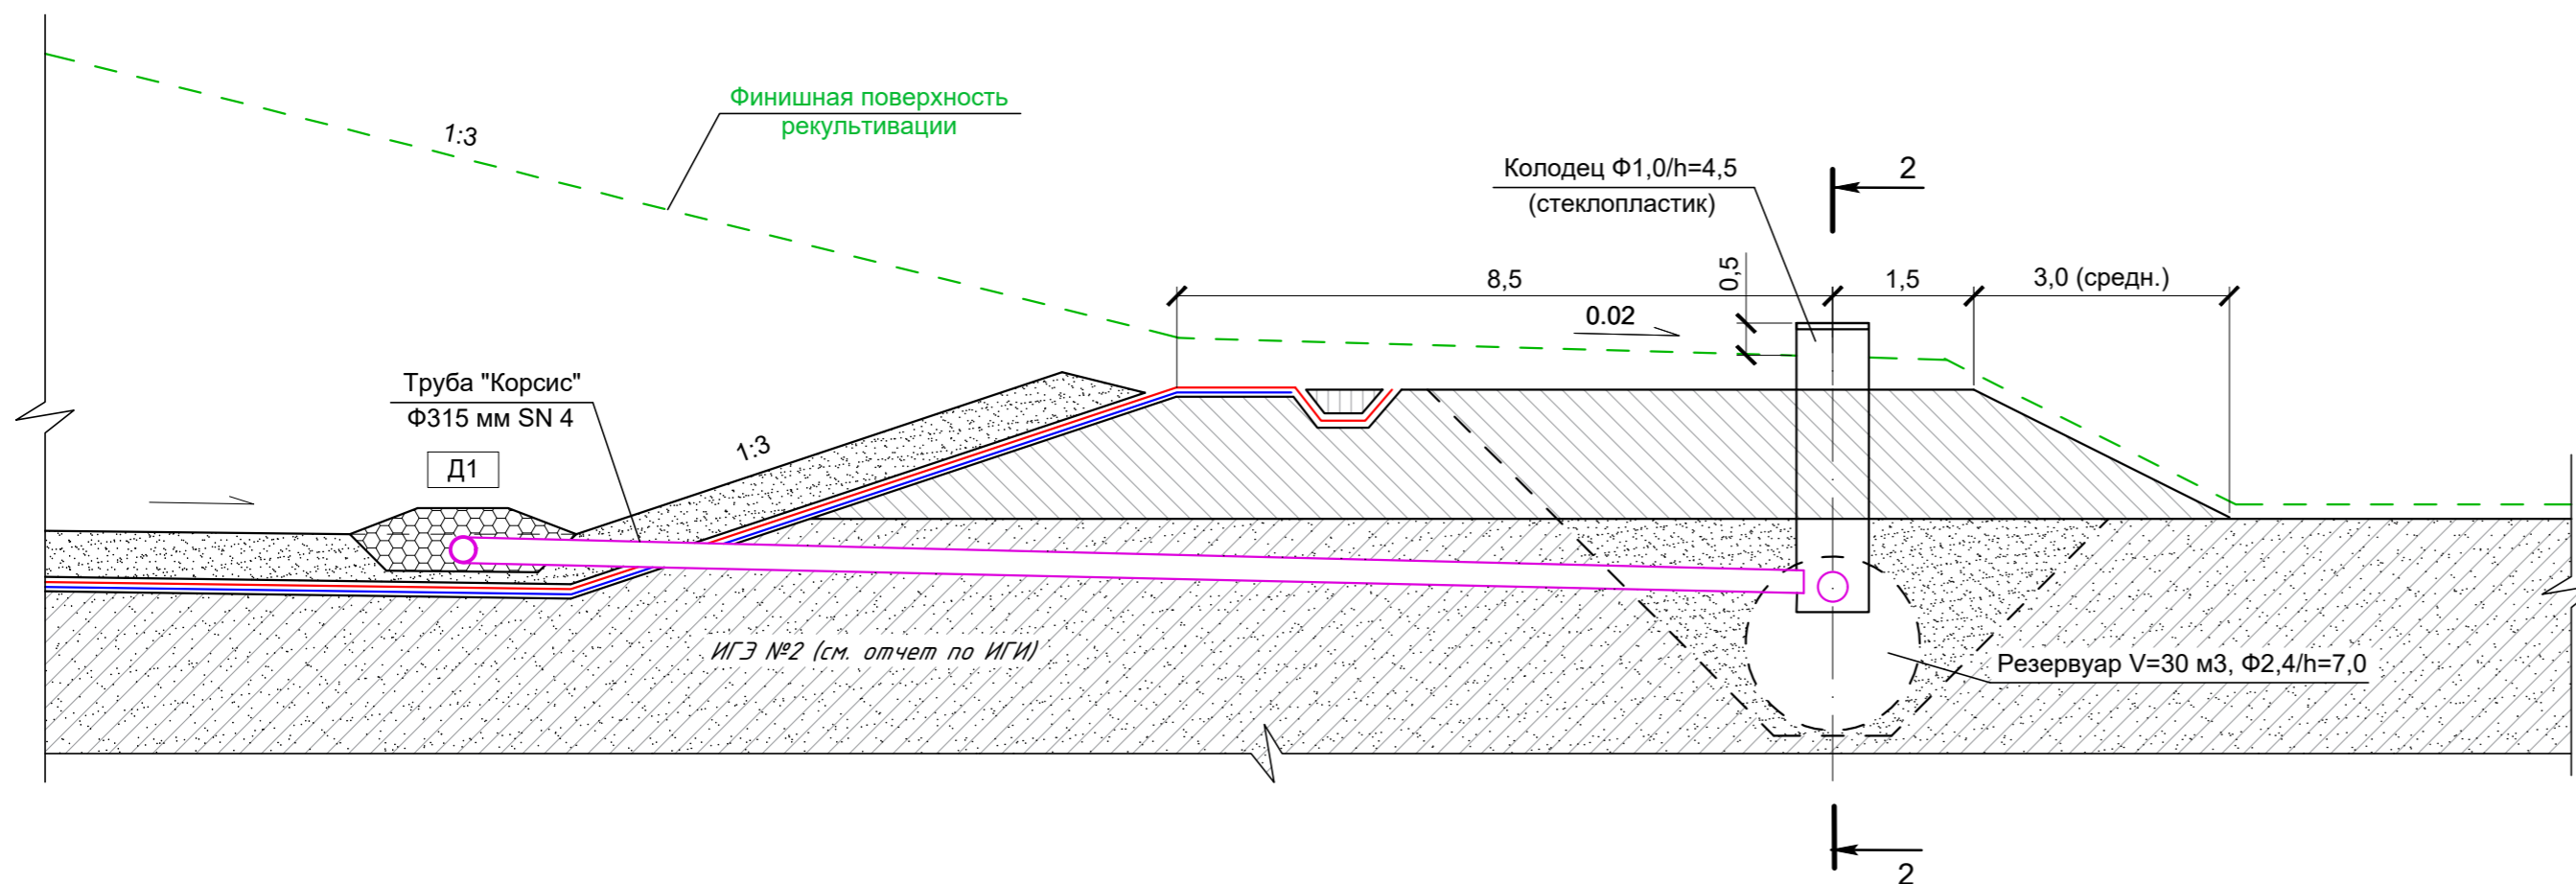 Финишная поверхность
рекультивации
1:3
Колодец Ф1,0/h=4,5
(стеклопластик)
2
8,5
0,5
1,5
3,0 (средн.)
0.02
Труба "Корсис"
Ф315 мм SN 4
Д1
1:3
ИГЭ №2 (см. отчет по ИГИ)
Резервуар V=30 м3, Ф2,4/h=7,0
2